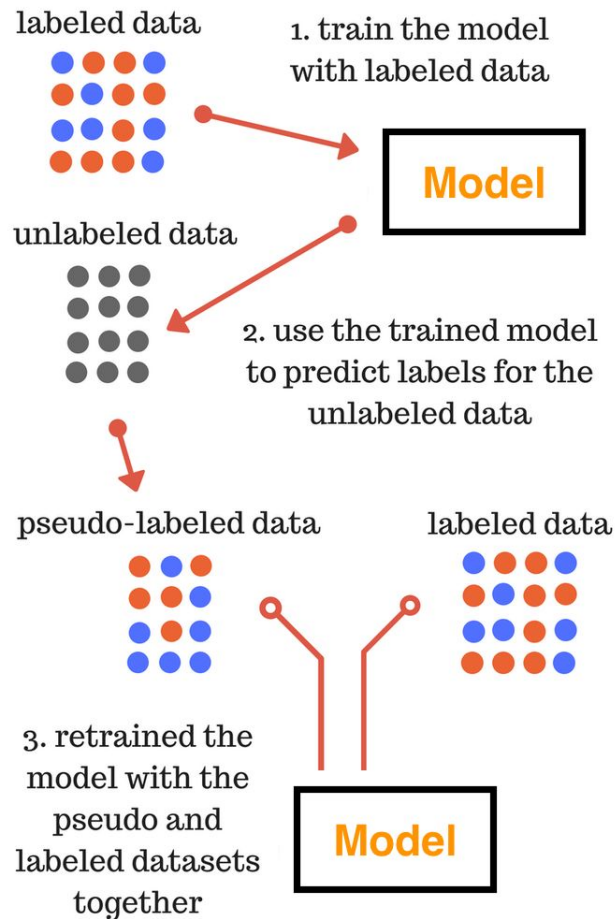 labeled data
1. train the model
with labeled data
Model
unlabeled data
2. use the trained model
to predict labels for the
unlabeled data
pseudo-labeled data
labeled data
3. retrained the
model with the
pseudo and
labeled datasets
together
Model